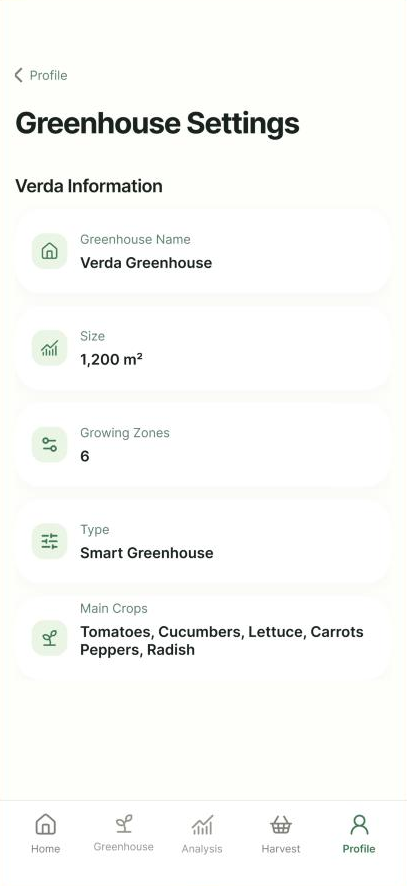 Profile
Greenhouse Settings
Verda Information
Greenhouse Name
Verda Greenhouse
Size
1,200 m²
Growing Zones
6
Type
Smart Greenhouse
Main Crops
Tomatoes, Cucumbers, Lettuce, Carrots
Peppers, Radish
Home
Greenhouse
Analysis
Harvest
Profile